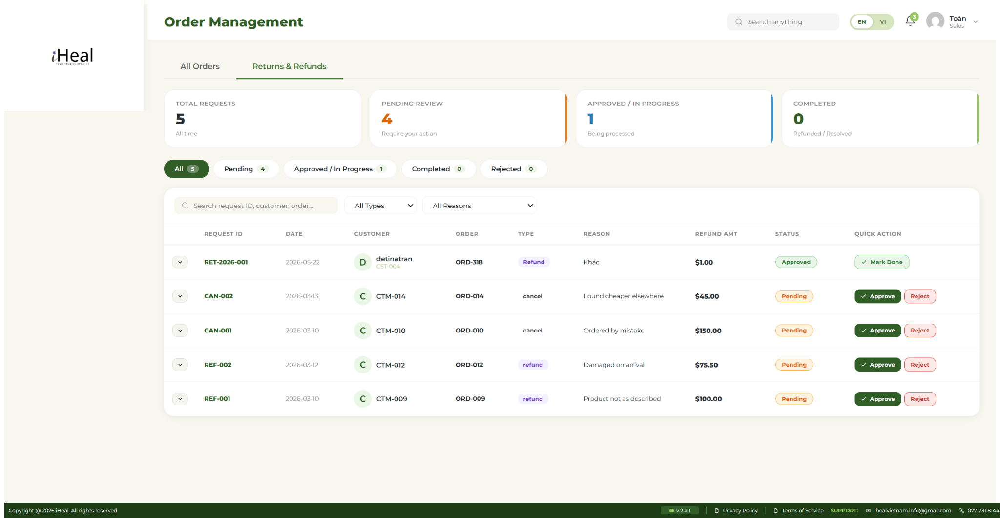 iHeal
YOUR TRUE COMPANION
Order Management
Search anything
EN VI
3
Toàn
Sales
All Orders Returns & Refunds
TOTAL REQUESTS
5
All time
PENDING REVIEW
4
Require your action
APPROVED / IN PROGRESS
1
Being processed
COMPLETED
0
Refunded / Resolved
All 5 Pending 4 Approved / In Progress 1 Completed 0 Rejected 0
Search request ID, customer, order... All Types All Reasons
REQUEST ID DATE CUSTOMER ORDER TYPE REASON REFUND AMT STATUS QUICK ACTION
RET-2026-001 2026-05-22 D detinatran CST-004 ORD-318 Refund Khác $1.00 Approved Mark Done
CAN-002 2026-03-13 C CTM-014 ORD-014 cancel Found cheaper elsewhere $45.00 Pending Approve Reject
CAN-001 2026-03-10 C CTM-010 ORD-010 cancel Ordered by mistake $150.00 Pending Approve Reject
REF-002 2026-03-12 C CTM-012 ORD-012 refund Damaged on arrival $75.50 Pending Approve Reject
REF-001 2026-03-10 C CTM-009 ORD-009 refund Product not as described $100.00 Pending Approve Reject
Copyright @ 2026 iHeal. All rights reserved v.2.4.1 Privacy Policy Terms of Service SUPPORT: ihealvietnam.info@gmail.com 077 731 8144